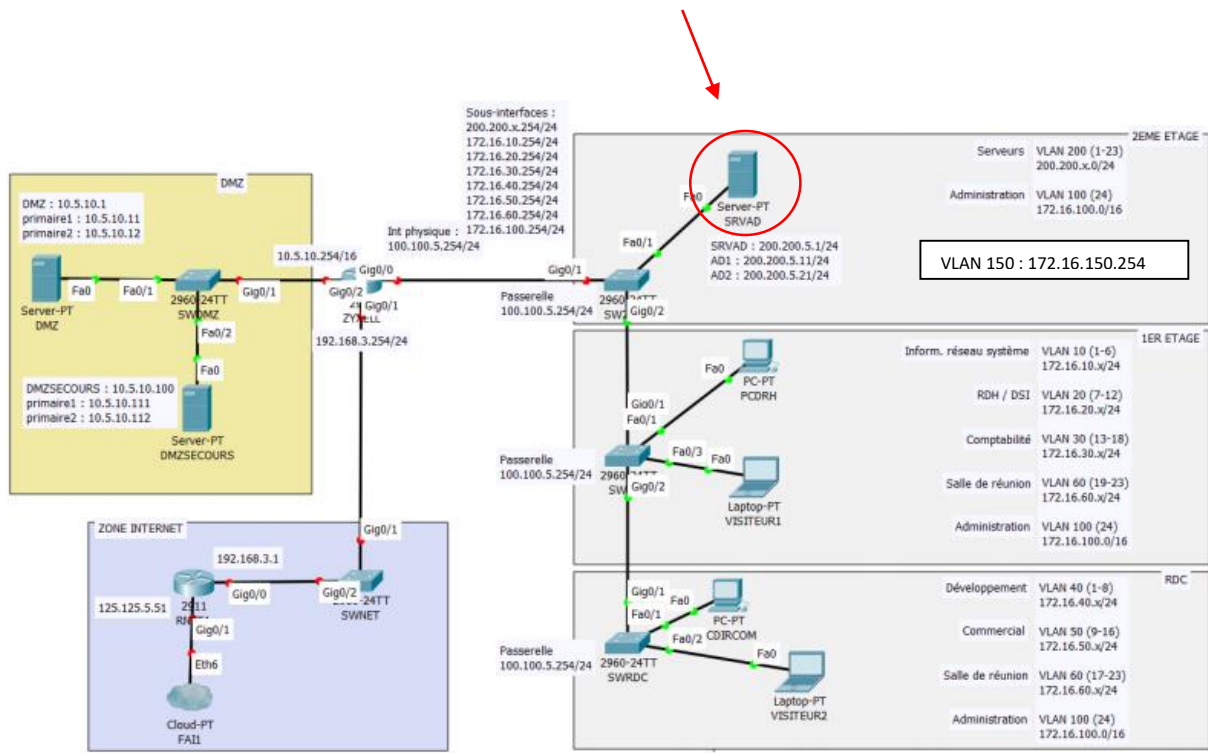 Sous-interfaces :
200.200.x.254/24
172.16.10.254/24
172.16.20.254/24
172.16.30.254/24
172.16.40.254/24
172.16.50.254/24
172.16.60.254/24
172.16.100.254/24
Int physique :
100.100.5.254/24
DMZ
DMZ : 10.5.10.1
primaire1 : 10.5.10.11
primaire2 : 10.5.10.12
10.5.10.254/16
Gig0/0
Gig0/2
Gig0/1
ZYXELL
192.168.3.254/24
Fa0
Fa0/1
Gig0/1
Server-PT
DMZ
2960-24TT
SWDMZ
Fa0/2
Fa0
DMZSECOURS : 10.5.10.100
primaire1 : 10.5.10.111
primaire2 : 10.5.10.112
Server-PT
DMZSECOURS
ZONE INTERNET
Gig0/1
192.168.3.1
Gig0/0
Gig0/2
SWNET
125.125.5.51
2911
Gig0/1
Eth6
Cloud-PT
FAI1
2EME ETAGE
Serveurs VLAN 200 (1-23)
200.200.x.0/24
Administration VLAN 100 (24)
172.16.100.0/16
VLAN 150 : 172.16.150.254
Fa0
Server-PT
SRVAD
Fa0/1
SRVAD : 200.200.5.1/24
AD1 : 200.200.5.11/24
AD2 : 200.200.5.21/24
Gig0/1
Passerelle
100.100.5.254/24
2960-24TT
Gig0/2
1ER ETAGE
Inform. réseau système VLAN 10 (1-6)
172.16.10.x/24
RDH / DSI VLAN 20 (7-12)
172.16.20.x/24
Comptabilité VLAN 30 (13-18)
172.16.30.x/24
Salle de réunion VLAN 60 (19-23)
172.16.60.x/24
Administration VLAN 100 (24)
172.16.100.0/16
Fa0
PC-PT
PCDRH
Gig0/1
Fa0/1
Fa0/3
Fa0
Passerelle
100.100.5.254/24
2960-24TT
Gig0/2
Laptop-PT
VISITEUR1
RDC
Développement VLAN 40 (1-8)
172.16.40.x/24
Commercial VLAN 50 (9-16)
172.16.50.x/24
Salle de réunion VLAN 60 (17-23)
172.16.60.x/24
Administration VLAN 100 (24)
172.16.100.0/16
Gig0/1
Fa0/1
Fa0
PC-PT
CDIRCOM
Fa0/2
Fa0
Passerelle
100.100.5.254/24
2960-24TT
SWRDC
Laptop-PT
VISITEUR2